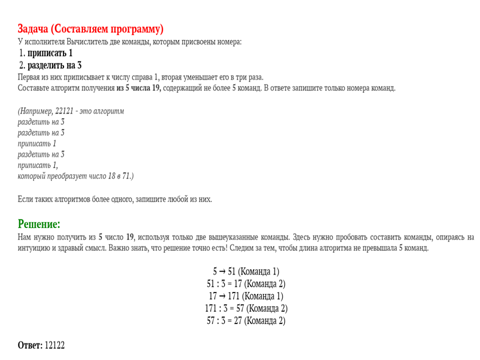 Задача (Составляем программу)
У исполнителя Вычислитель две команды, которым присвоены номера:
1. приписать 1
2. разделить на 3
Первая из них приписывает к числу справа 1, вторая уменьшает его в три раза.
Составьте алгоритм получения из 5 числа 19, содержащий не более 5 команд. В ответе запишите только номера команд.
(Например, 22121 - это алгоритм
разделить на 3
разделить на 3
приписать 1
разделить на 3
приписать 1,
который преобразует число 18 в 71.)
Если таких алгоритмов более одного, запишите любой из них.
Решение:
Нам нужно получить из 5 число 19, используя только две вышеуказанные команды. Здесь нужно пробовать составить команды, опираясь на
интуицию и здравый смысл. Важно знать, что решение точно есть! Следим за тем, чтобы длина алгоритма не превышала 5 команд.
5 → 51 (Команда 1)
51 : 3 = 17 (Команда 2)
17 → 171 (Команда 1)
171 : 3 = 57 (Команда 2)
57 : 3 = 27 (Команда 2)
Ответ: 12122